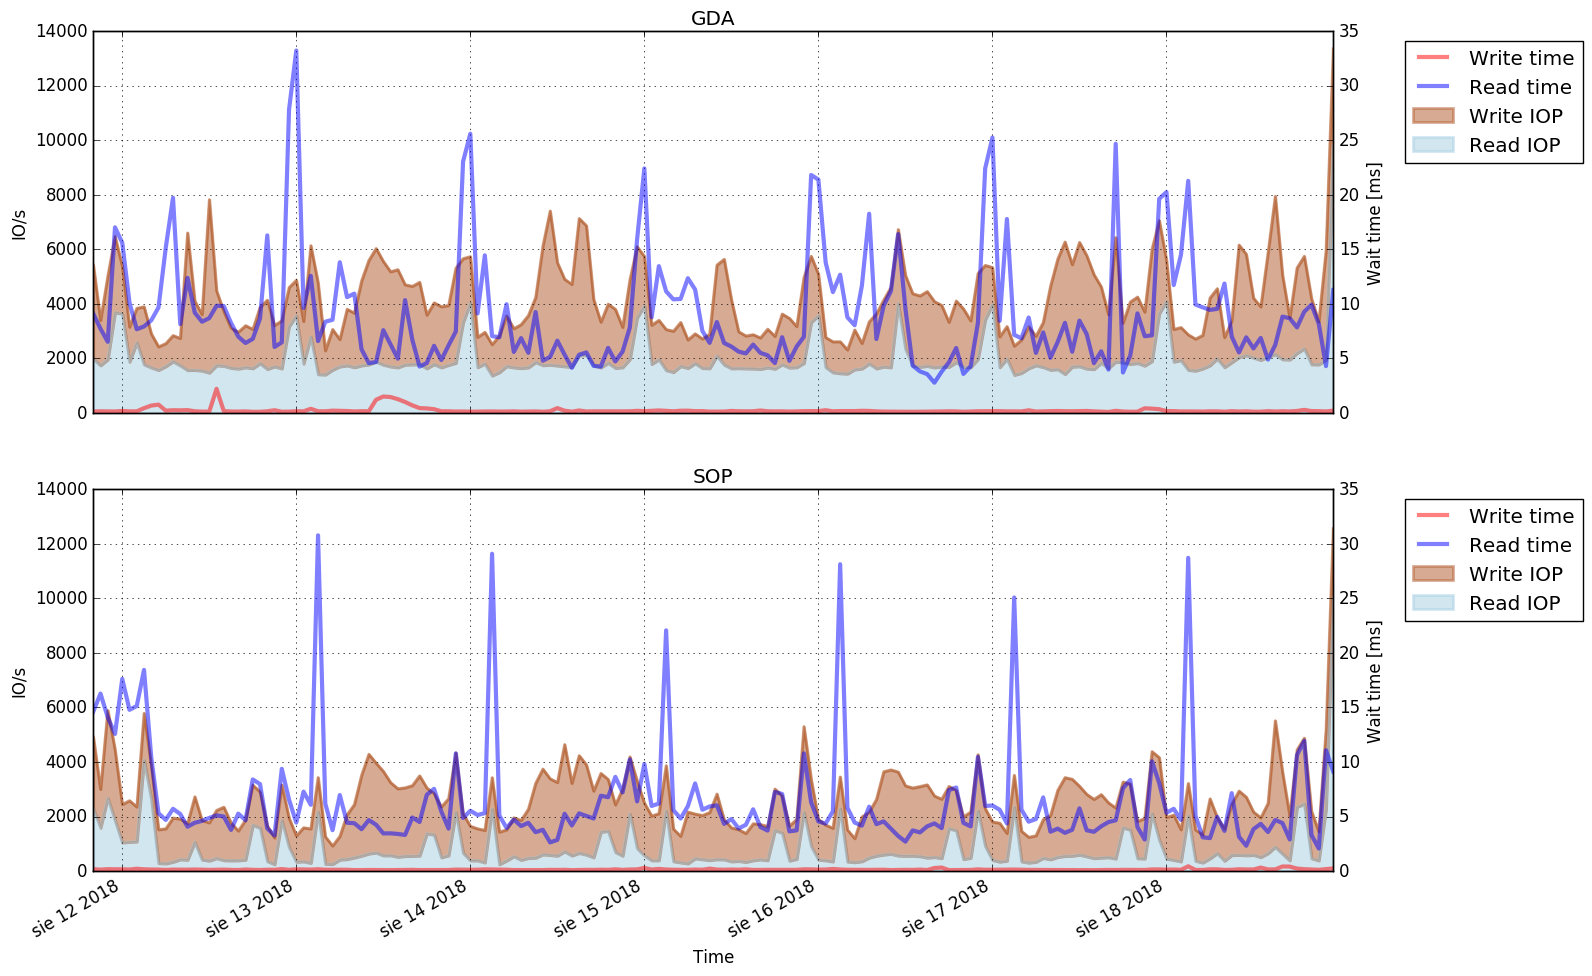 GDA
14000
12000
10000
8000
6000
4000
2000
0
IO/s
35
30
25
20
15
10
5
0
Wait time [ms]
Write time
Read time
Write IOP
Read IOP
SOP
14000
12000
10000
8000
6000
4000
2000
0
IO/s
35
30
25
20
15
10
5
0
Wait time [ms]
Write time
Read time
Write IOP
Read IOP
sie 12 2018
sie 13 2018
sie 14 2018
sie 15 2018
sie 16 2018
sie 17 2018
sie 18 2018
Time